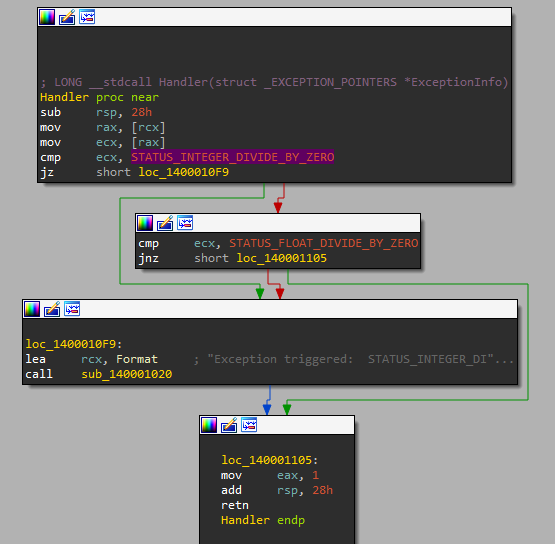 ; LONG __stdcall Handler(struct _EXCEPTION_POINTERS *ExceptionInfo)
Handler proc near
sub rsp, 28h
mov rax, [rcx]
mov ecx, [rax]
cmp ecx, STATUS_INTEGER_DIVIDE_BY_ZERO
jz short loc_1400010F9
cmp ecx, STATUS_FLOAT_DIVIDE_BY_ZERO
jnz short loc_140001105
loc_1400010F9:
lea rcx, Format ; "Exception triggered: STATUS_INTEGER_DI"...
call sub_140001020
loc_140001105:
mov eax, 1
add rsp, 28h
retn
Handler endp